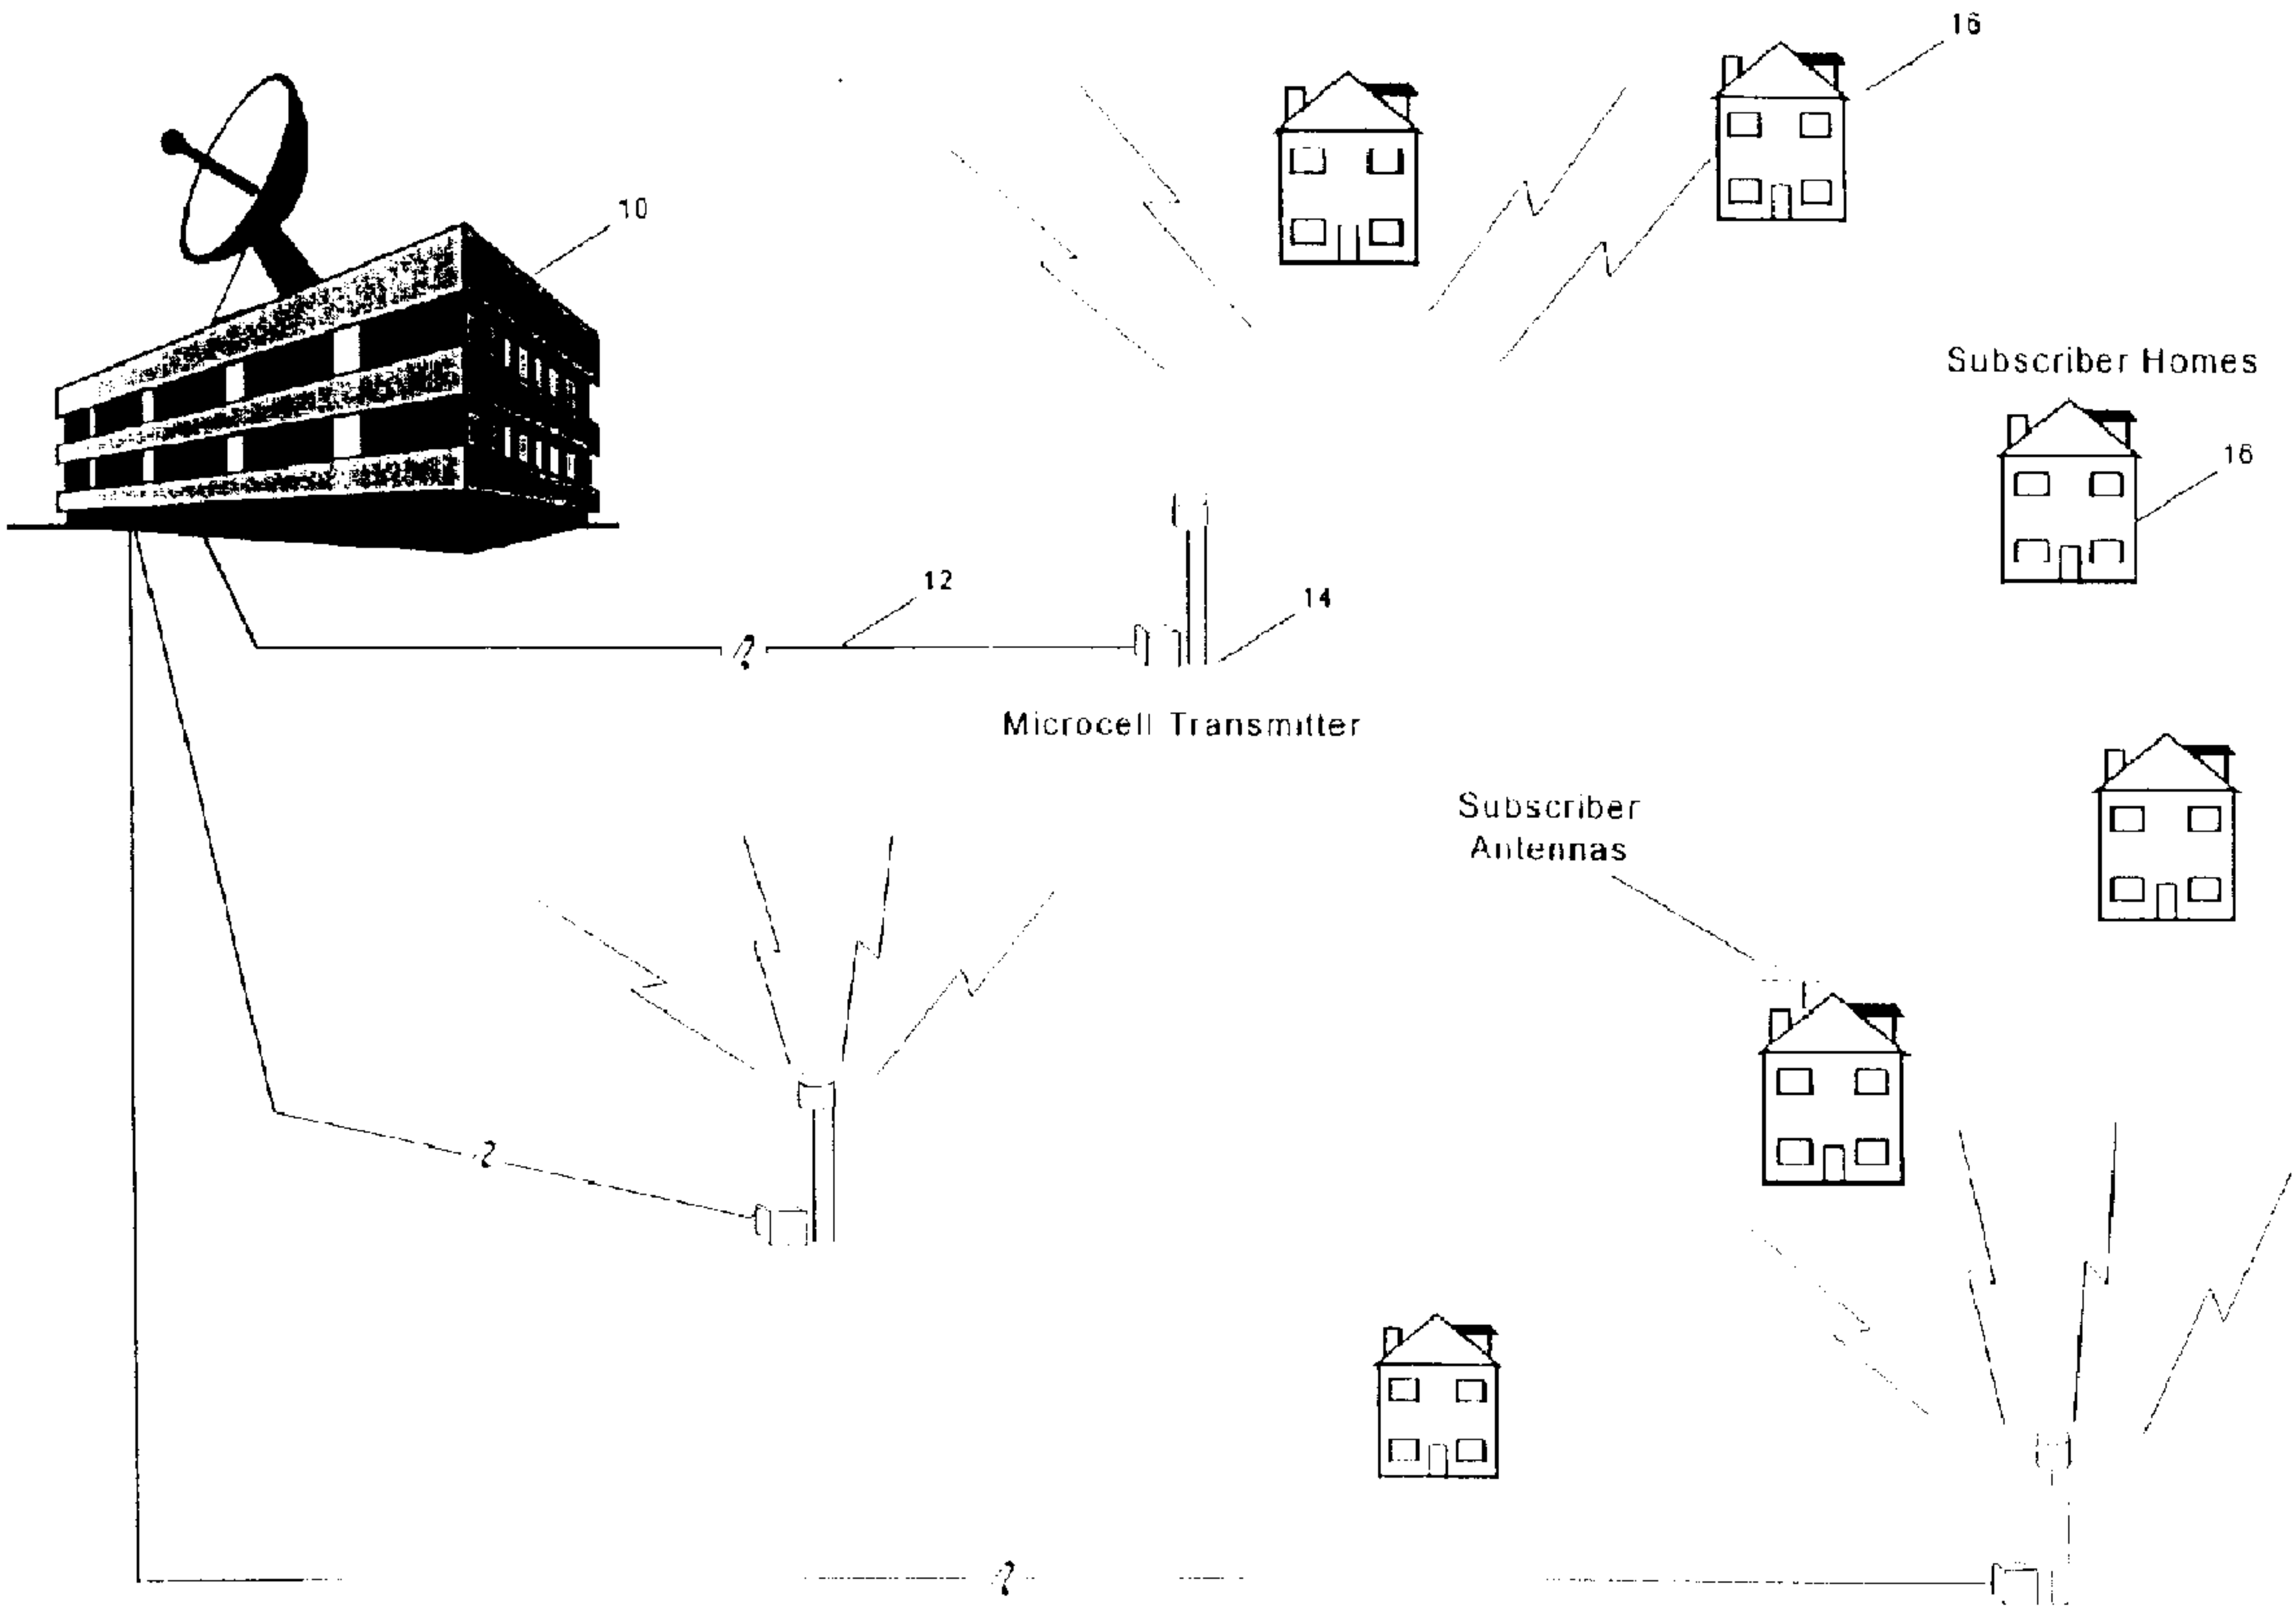 16
10
Subscriber Homes
16
12
14
Microcell Transmitter
Subscriber
Antennas